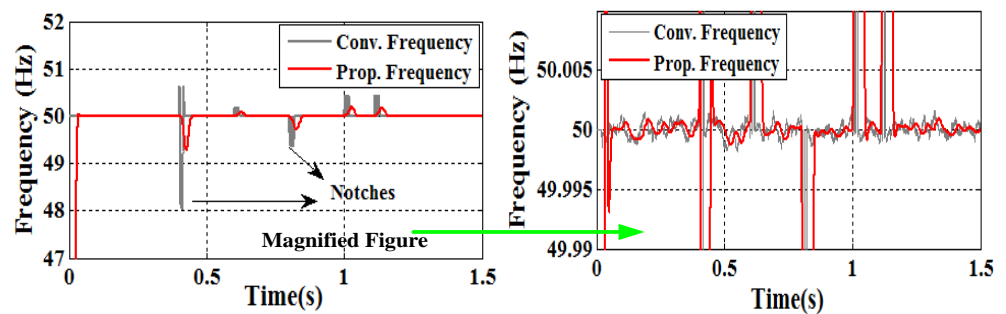 Frequency (Hz)
52
51
50
49
48
47
Conv. Frequency
Prop. Frequency
Notches
Magnified Figure
0
0.5
1
1.5
Time(s)
Frequency (Hz)
50.005
50
49.995
49.99
Conv. Frequency
Prop. Frequency
0
0.5
1
1.5
Time(s)